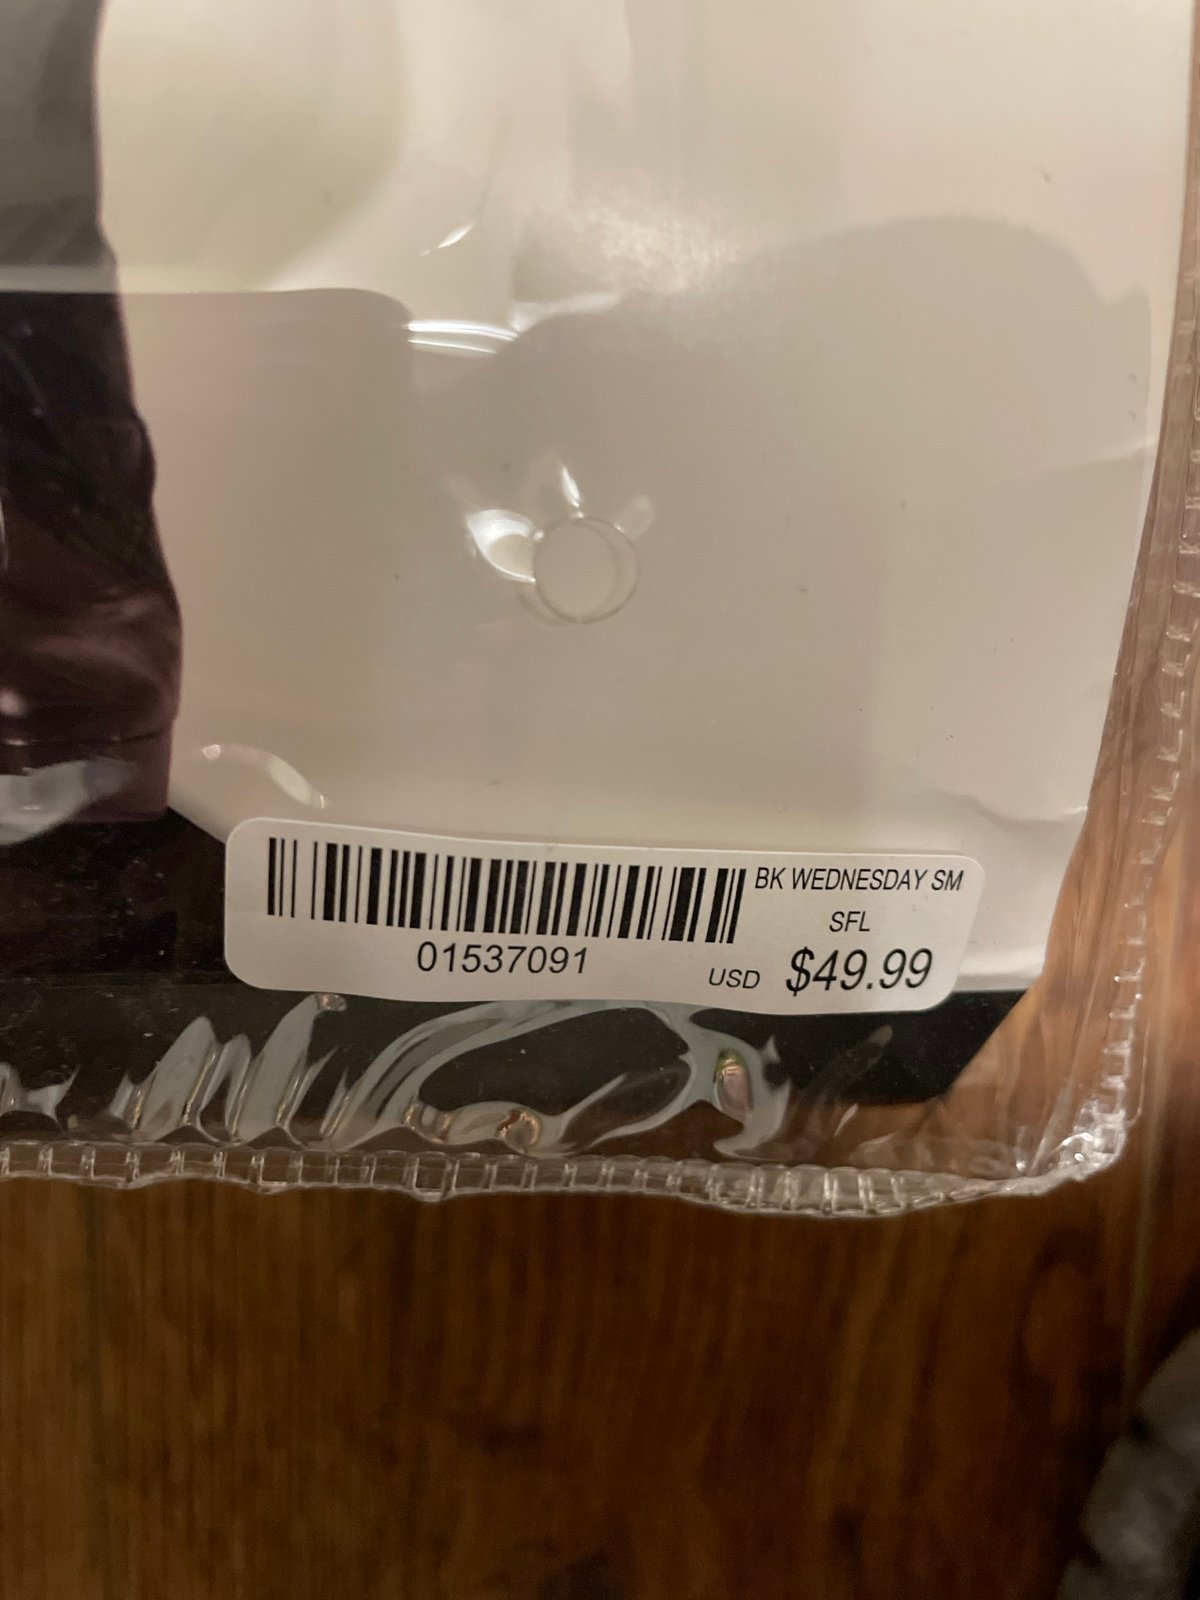 BK WEDNESDAY SM
SFL
01537091
USD $49.99